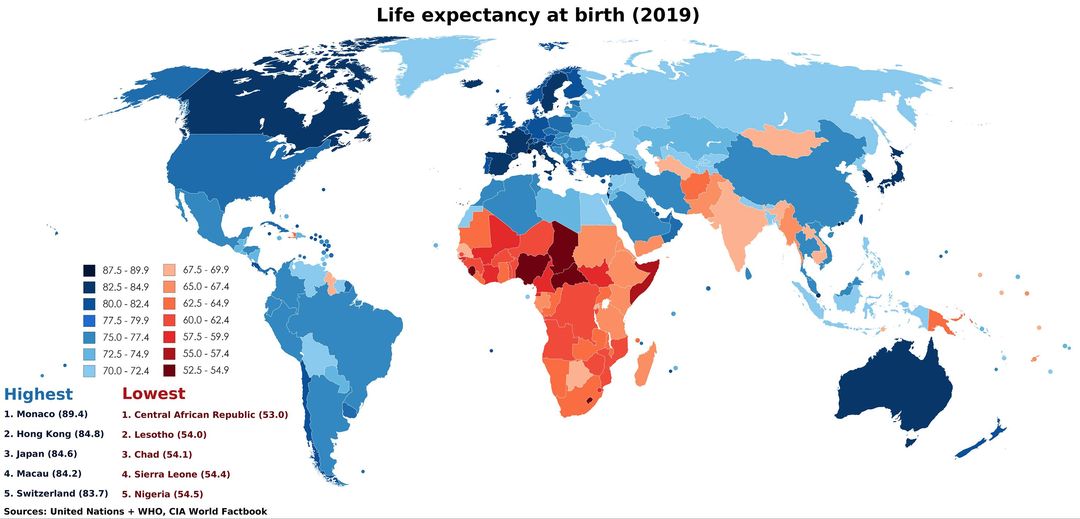 Life expectancy at birth (2019)
87.5 - 89.9
82.5 - 84.9
80.0 - 82.4
77.5 - 79.9
75.0 - 77.4
72.5 - 74.9
70.0 - 72.4
67.5 - 69.9
65.0 - 67.4
62.5 - 64.9
60.0 - 62.4
57.5 - 59.9
55.0 - 57.4
52.5 - 54.9
Highest
1. Monaco (89.4)
2. Hong Kong (84.8)
3. Japan (84.6)
4. Macau (84.2)
5. Switzerland (83.7)
Lowest
1. Central African Republic (53.0)
2. Lesotho (54.0)
3. Chad (54.1)
4. Sierra Leone (54.4)
5. Nigeria (54.5)
Sources: United Nations + WHO, CIA World Factbook